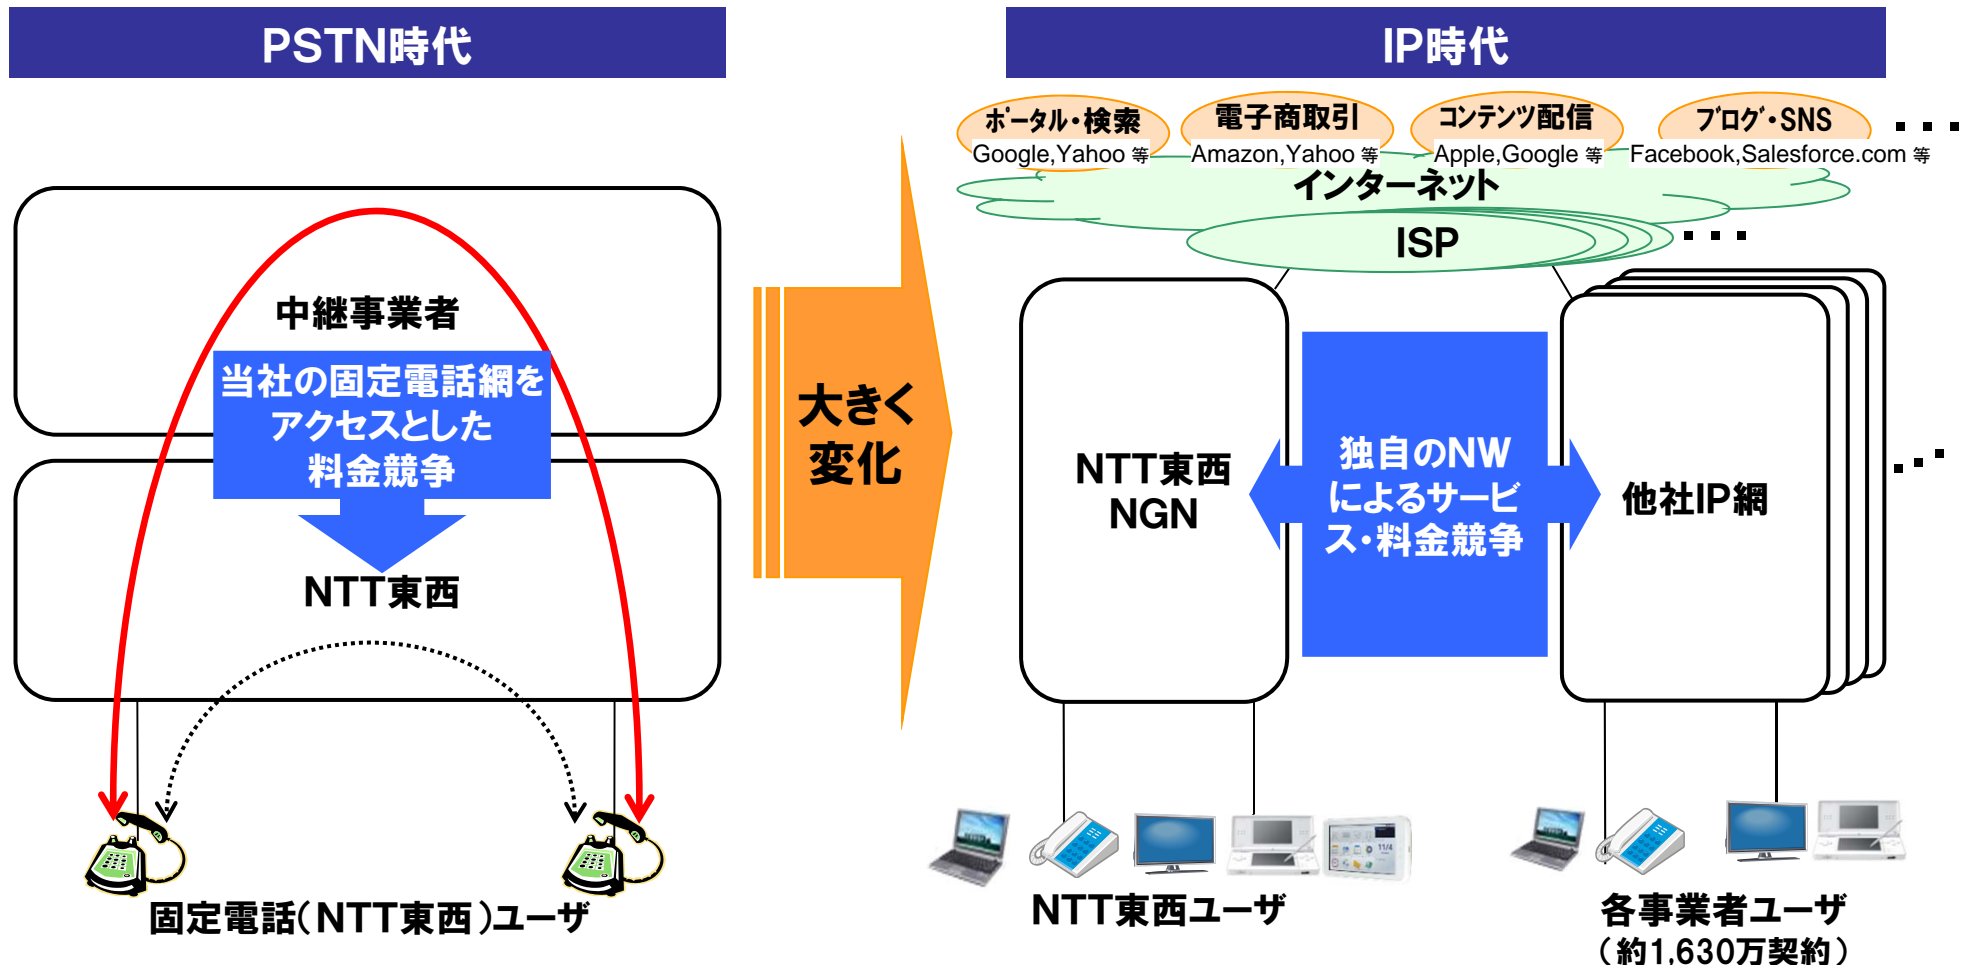 PSTN時代
中継事業者
当社の固定電話網を
アクセスとした
料金競争
NTT東西
固定電話(NTT東西)ユーザ
大きく
変化
IP時代
ポータル・検索
Google,Yahoo 等
電子商取引
Amazon,Yahoo 等
コンテンツ配信
Apple,Google 等
ブログ・SNS
Facebook,Salesforce.com 等
インターネット
ISP
NTT東西
NGN
独自のNW
によるサービ
ス・料金競争
他社IP網
NTT東西ユーザ
各事業者ユーザ
(約1,630万契約)